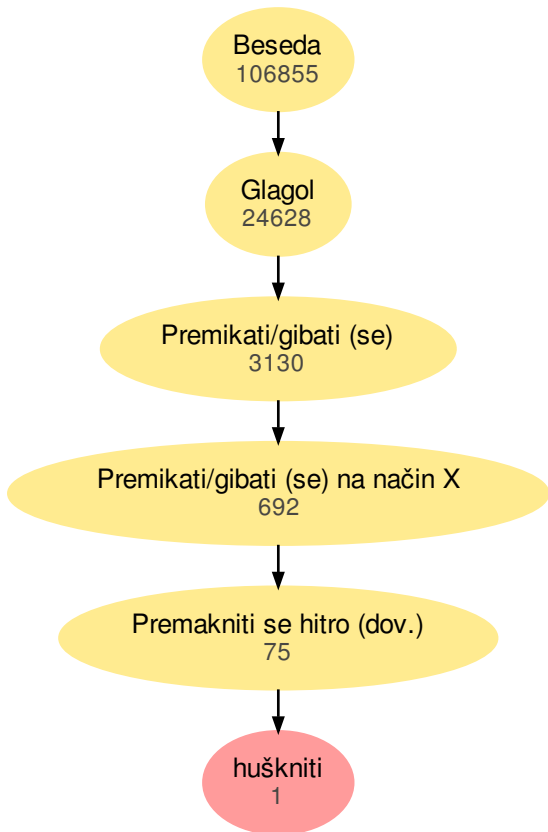 Beseda
106855
Glagol
24628
Premikati/gibati (se)
3130
Premikati/gibati (se) na način X
692
Premakniti se hitro (dov.)
75
huškniti
1